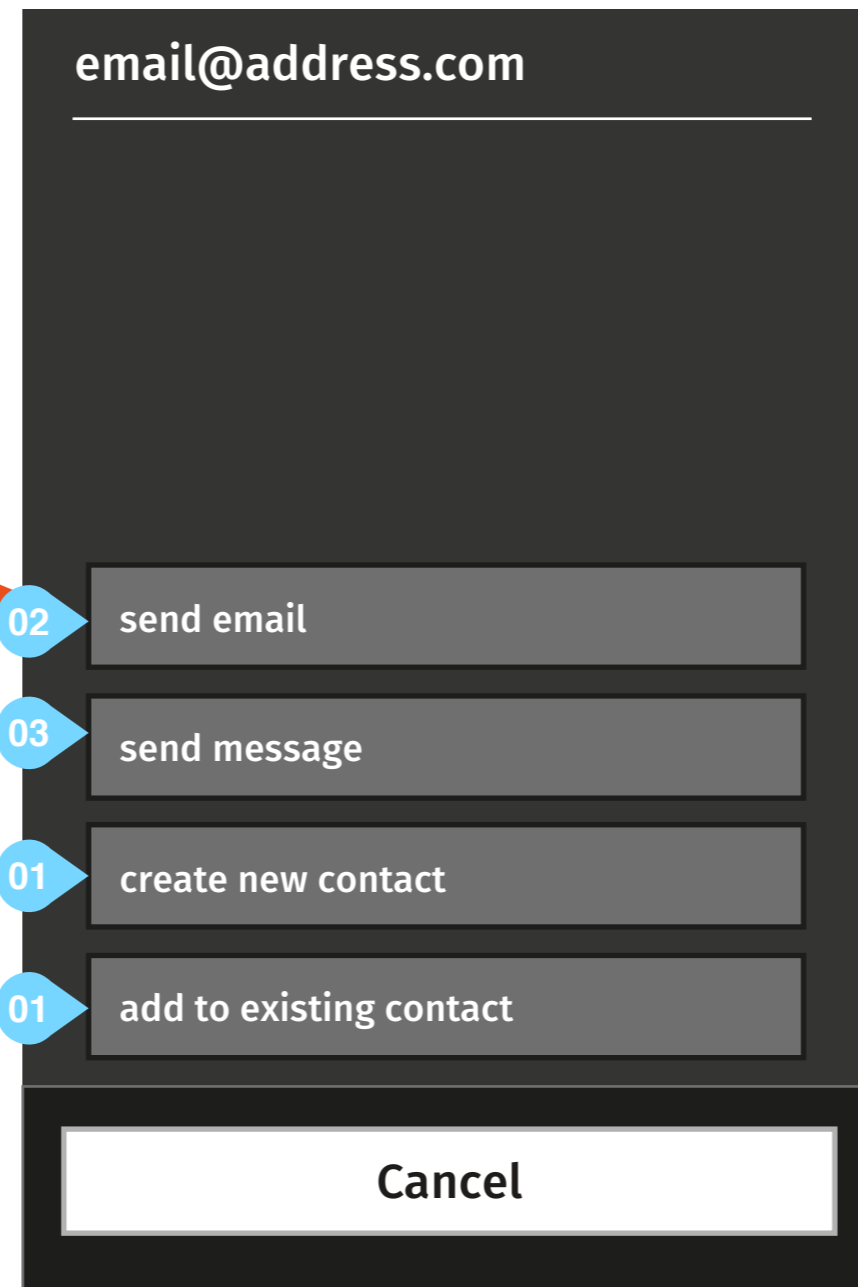 email@address.com
02 send email
03 send message
01 create new contact
01 add to existing contact
Cancel